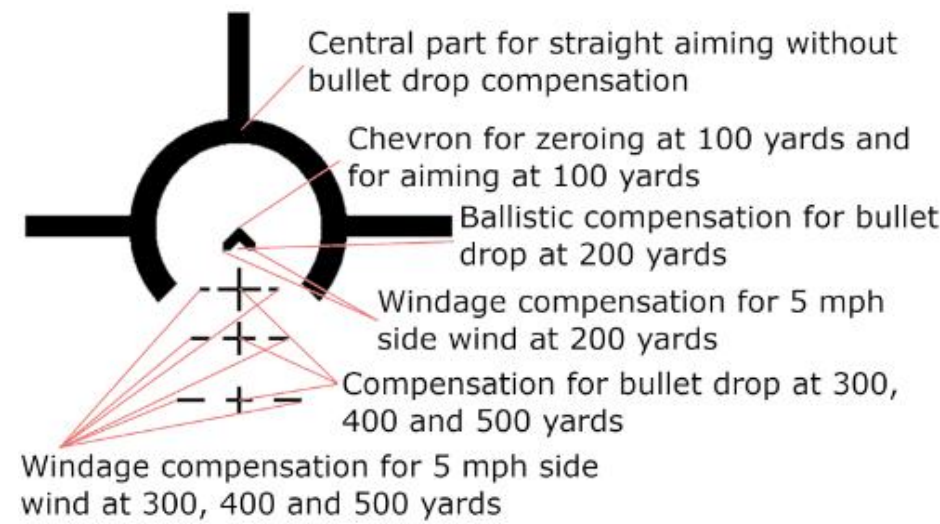 Central part for straight aiming without
bullet drop compensation
Chevron for zeroing at 100 yards and
for aiming at 100 yards
Ballistic compensation for bullet
drop at 200 yards
Windage compensation for 5 mph
side wind at 200 yards
Compensation for bullet drop at 300,
400 and 500 yards
Windage compensation for 5 mph side
wind at 300, 400 and 500 yards